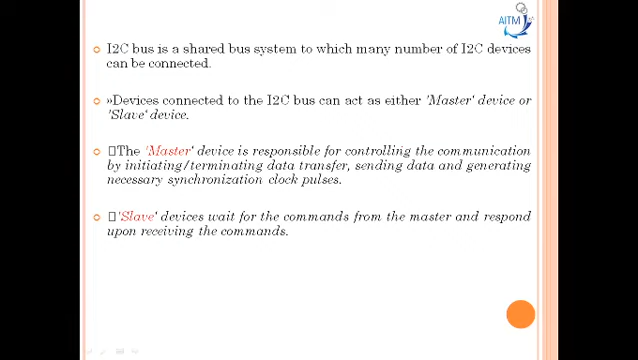 AITM
I2C bus is a shared bus system to which many number of I2C devices
can be connected.
»Devices connected to the I2C bus can act as either 'Master' device or
'Slave' device.
The 'Master' device is responsible for controlling the communication
by initiating/terminating data transfer, sending data and generating
necessary synchronization clock pulses.
'Slave' devices wait for the commands from the master and respond
upon receiving the commands.